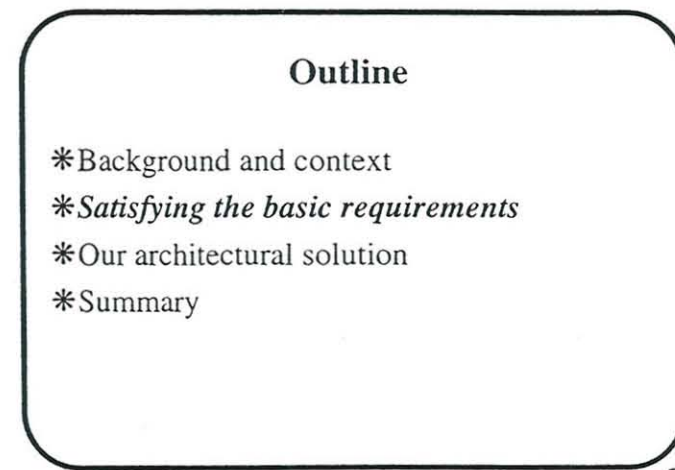 Outline
*Background and context
*Satisfying the basic requirements
*Our architectural solution
*Summary